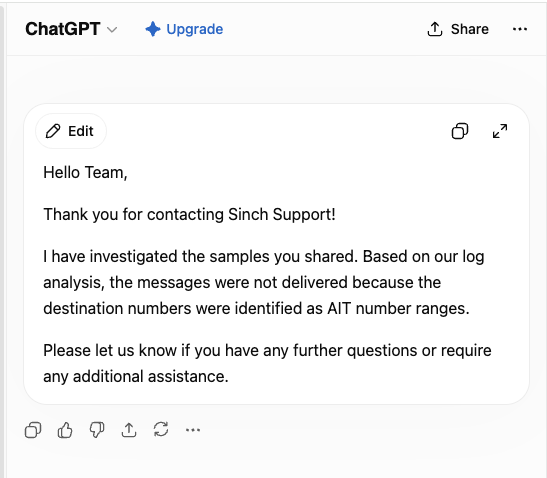 ChatGPT Upgrade Share
Edit
Hello Team,
Thank you for contacting Sinch Support!
I have investigated the samples you shared. Based on our log
analysis, the messages were not delivered because the
destination numbers were identified as AIT number ranges.
Please let us know if you have any further questions or require
any additional assistance.